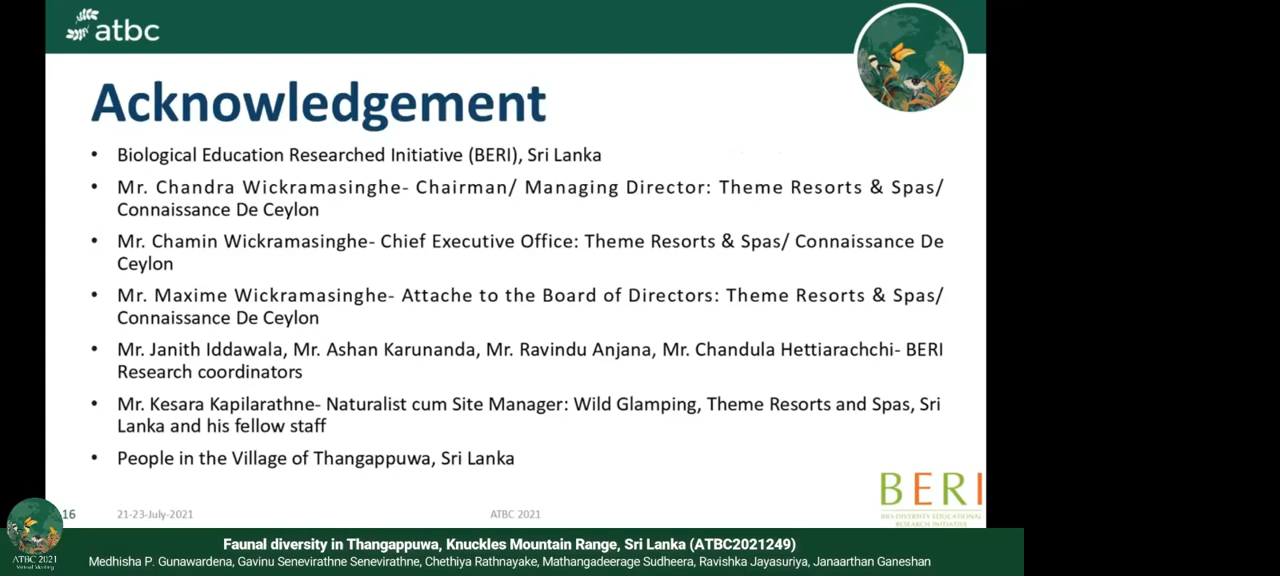 atbc
Acknowledgement
• Biological Education Researched Initiative (BERI), Sri Lanka
• Mr. Chandra Wickramasinghe- Chairman/ Managing Director: Theme Resorts & Spas/
Connaissance De Ceylon
• Mr. Chamin Wickramasinghe- Chief Executive Office: Theme Resorts & Spas/ Connaissance De
Ceylon
• Mr. Maxime Wickramasinghe- Attache to the Board of Directors: Theme Resorts & Spas/
Connaissance De Ceylon
• Mr. Janith Iddawala, Mr. Ashan Karunanda, Mr. Ravindu Anjana, Mr. Chandula Hettiarachchi- BERI
Research coordinators
• Mr. Kesara Kapilarathne- Naturalist cum Site Manager: Wild Glamping, Theme Resorts and Spas, Sri
Lanka and his fellow staff
• People in the Village of Thangappuwa, Sri Lanka
BERI
BIO-DIVERSITY EDUCATIONAL
RESEARCH INITIATIVE
16 21-23-July-2021 ATBC 2021
ATBC 2021
Virtual Meeting
Faunal diversity in Thangappuwa, Knuckles Mountain Range, Sri Lanka (ATBC2021249)
Medhisha P. Gunawardena, Gavinu Senevirathne Senevirathne, Chethiya Rathnayake, Mathangadeerage Sudheera, Ravishka Jayasuriya, Janaarthan Ganeshan